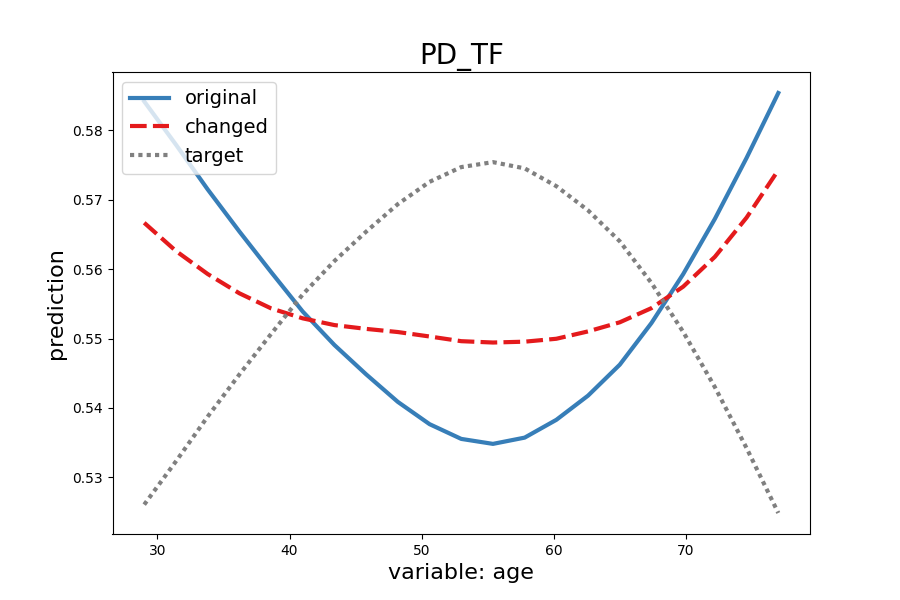 PD_TF
original
changed
target
0.58
0.57
0.56
0.55
0.54
0.53
prediction
30 40 50 60 70
variable: age